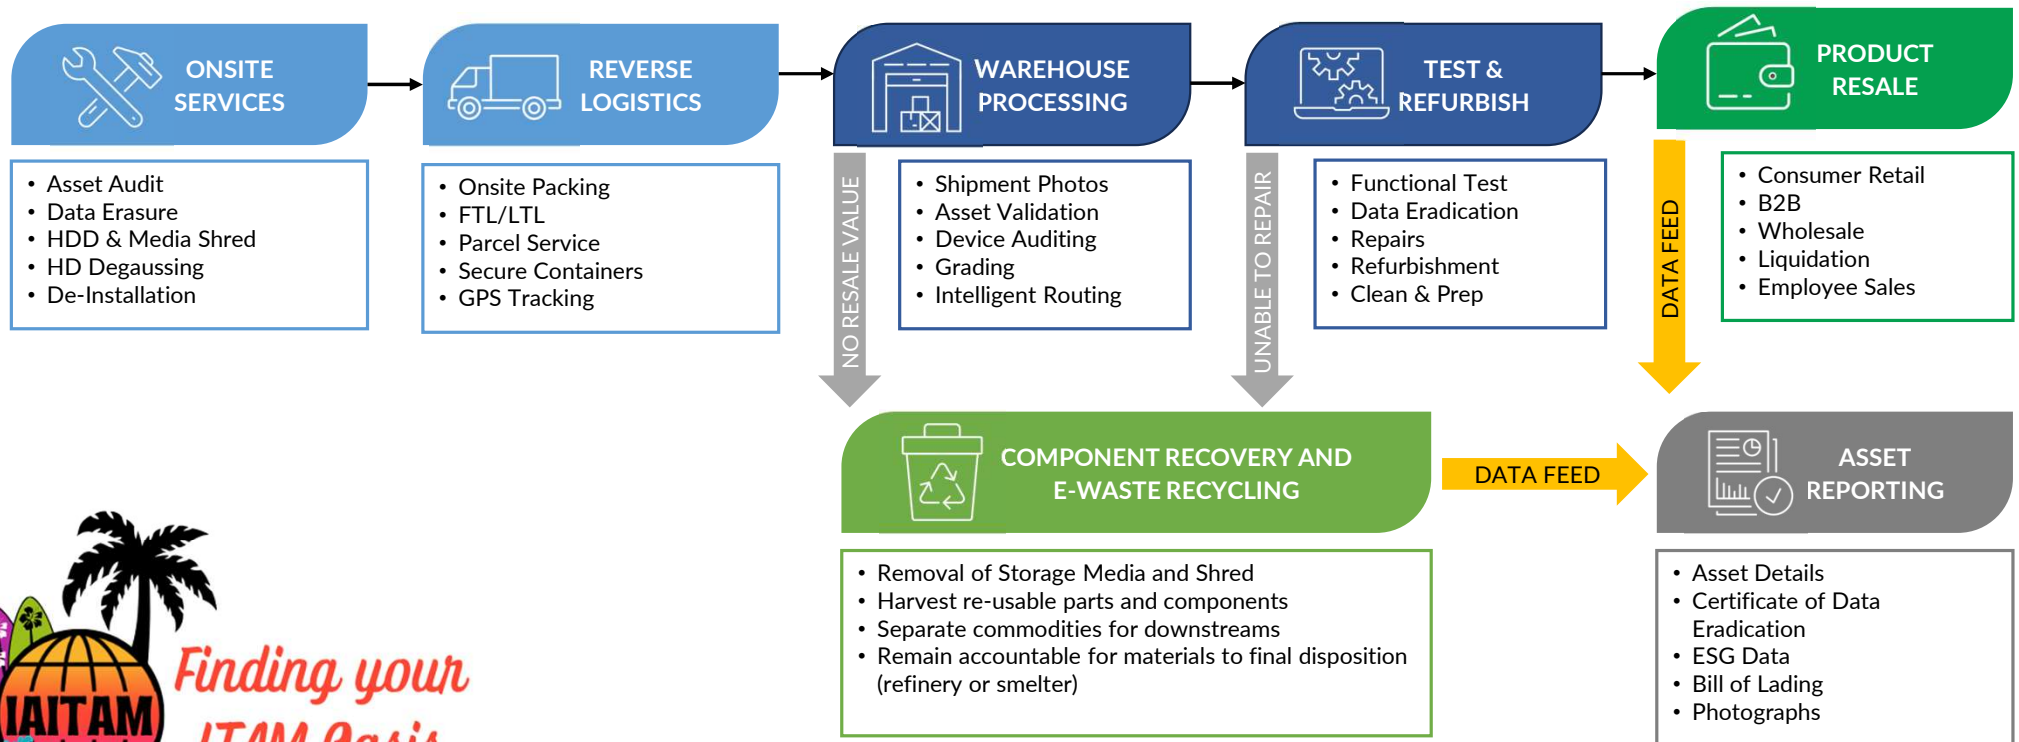 ONSITE
SERVICES
• Asset Audit
• Data Erasure
• HDD & Media Shred
• HD Degaussing
• De-Installation
REVERSE
LOGISTICS
• Onsite Packing
• FTL/LTL
• Parcel Service
• Secure Containers
• GPS Tracking
WAREHOUSE
PROCESSING
• Shipment Photos
• Asset Validation
• Device Auditing
• Grading
• Intelligent Routing
NO RESALE VALUE
TEST &
REFURBISH
• Functional Test
• Data Eradication
• Repairs
• Refurbishment
• Clean & Prep
UNABLE TO REPAIR
PRODUCT
RESALE
• Consumer Retail
• B2B
• Wholesale
• Liquidation
• Employee Sales
DATA FEED
COMPONENT RECOVERY AND
E-WASTE RECYCLING
• Removal of Storage Media and Shred
• Harvest re-usable parts and components
• Separate commodities for downstreams
• Remain accountable for materials to final disposition
(refinery or smelter)
DATA FEED
ASSET
REPORTING
• Asset Details
• Certificate of Data
Eradication
• ESG Data
• Bill of Lading
• Photographs
IAITAM
Finding your
ITAM Oasis